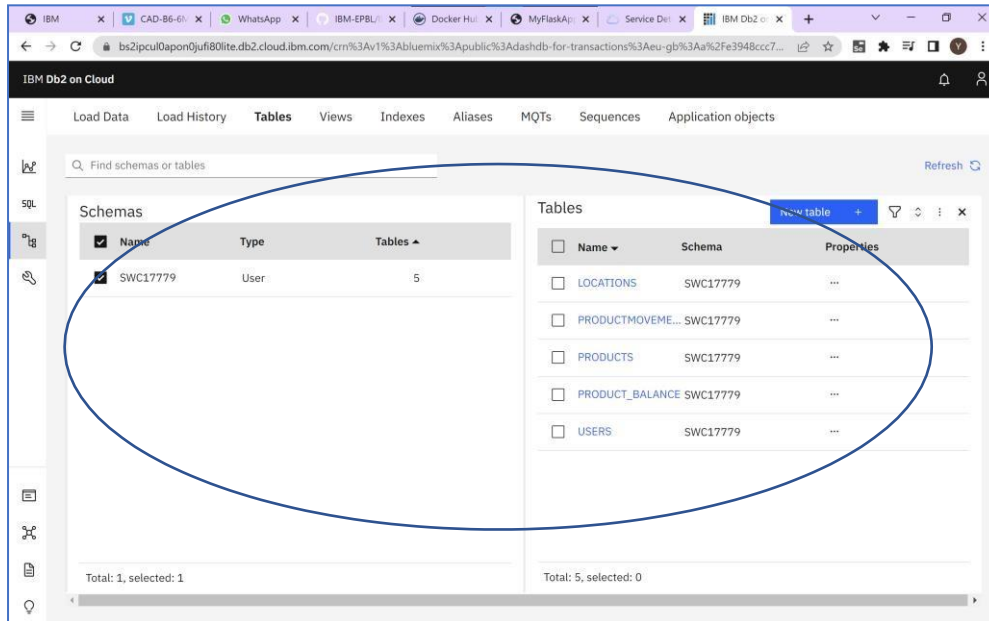 IBM
CAD-B6-6N
WhatsApp
IBM-EPBL/
Docker Hu
MyFlaskAp
Service Det
IBM Db2 o
bs2ipcul0apon0jufi80lite.db2.cloud.ibm.com/crn%3Av1%3Abluemix%3Apublic%3Adashdb-for-transactions%3Aeu-gb%3Aa%2Fe3948ccc7...
Y
IBM Db2 on Cloud
Load Data Load History Tables Views Indexes Aliases MQTs Sequences Application objects
Find schemas or tables
Refresh
SQL
Schemas
Name Type Tables
SWC17779 User 5
Total: 1, selected: 1
Tables
New table +
Name Schema Properties
LOCATIONS SWC17779 ...
PRODUCTMOVEME... SWC17779 ...
PRODUCTS SWC17779 ...
PRODUCT_BALANCE SWC17779 ...
USERS SWC17779 ...
Total: 5, selected: 0